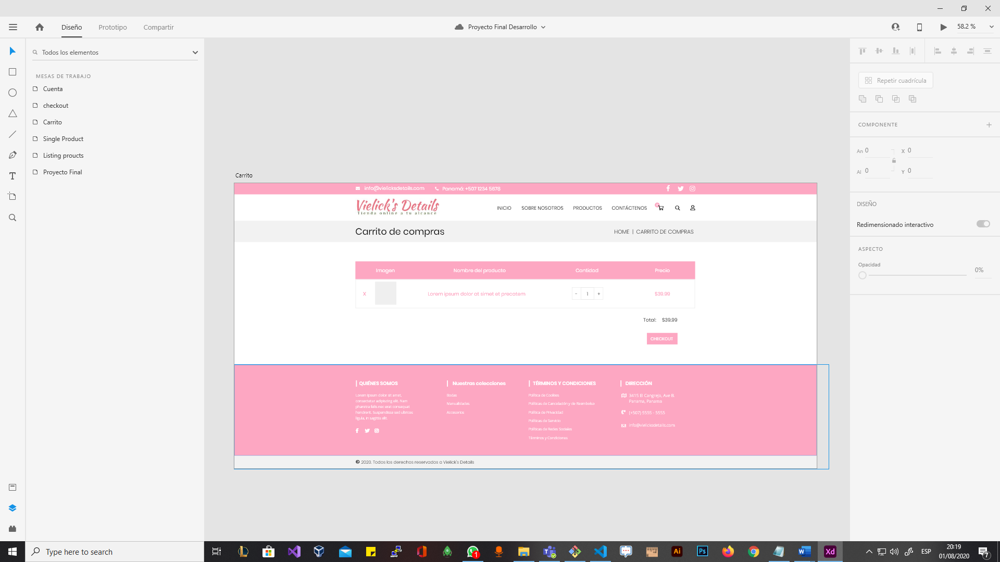 Diseño
Prototipo
Compartir
Proyecto Final Desarrollo
58.2 %
Todos los elementos
MESAS DE TRABAJO
Cuenta
checkout
Carrito
Single Product
Listing proucts
Proyecto Final
Carrito
info@vielicksdetails.com
Panamá: +507 1234 5678
Vielick's Details
Tienda online a tu alcance
INICIO
SOBRE NOSOTROS
PRODUCTOS
CONTÁCTENOS
Carrito de compras
HOME | CARRITO DE COMPRAS
Imagen
Nombre del producto
Cantidad
Precio
X
Lorem ipsum dolor at simet et precatem
- 1 +
$39.99
Total: $39.99
CHECKOUT
QUIÉNES SOMOS
Lorem ipsum dolor sit amet,
consectetur adipiscing elit. Nam
pharetra felis nec erat consequat
hendrerit. Suspendisse sed ultrices
ligula, in sagittis elit.
Nuestras colecciones
Bodas
Manualidades
Accesorios
TÉRMINOS Y CONDICIONES
Política de Cookies
Políticas de Cancelación y de Reembolso
Política de Privacidad
Políticas de Servicio
Políticas de Redes Sociales
Términos y Condiciones
DIRECCIÓN
3415 El Cangrejo, Ave B.
Panama, Panama
(+507) 5555 - 5555
info@vielicksdetails.com
© 2020. Todos los derechos reservados a Vielick's Details
Repetir cuadrícula
COMPONENTE
An 0
X 0
Al 0
Y 0
DISEÑO
Redimensionado interactivo
ASPECTO
Opacidad
0%
Type here to search
1
Ai
Ps
Xd
ESP
20:19
01/08/2020
7